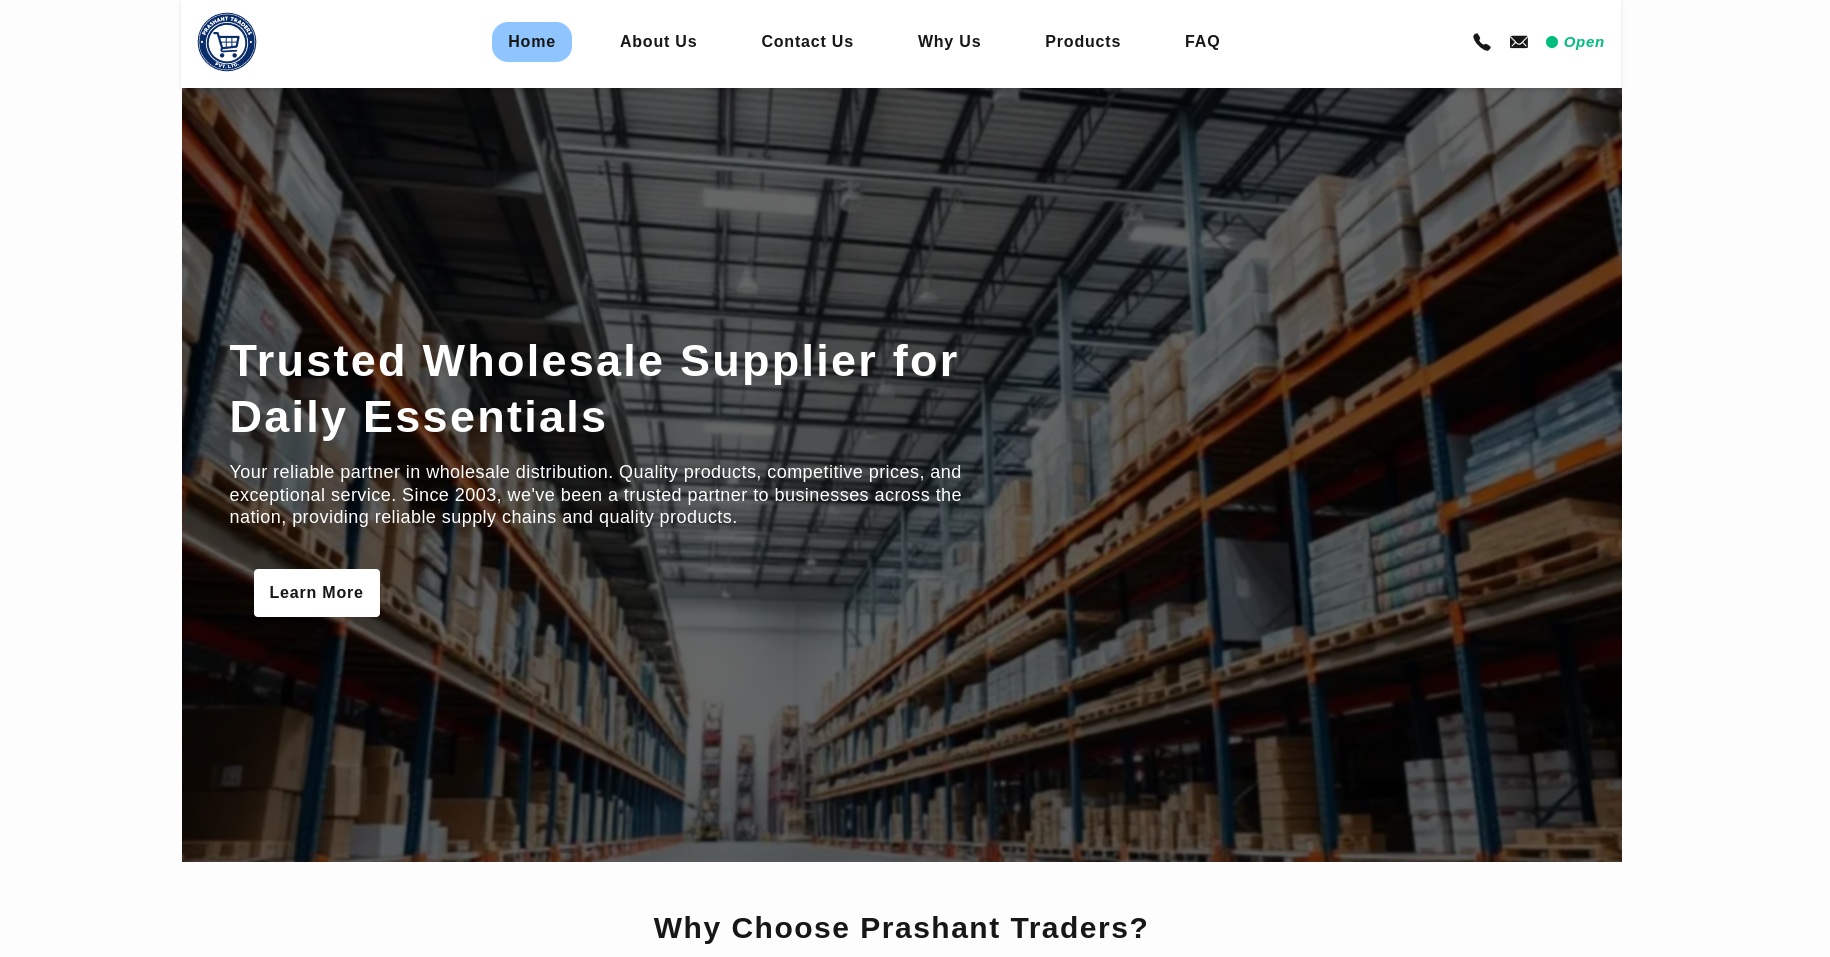 PRASHANT TRADERS
PVT. LTD.
Home
About Us
Contact Us
Why Us
Products
FAQ
Open
Trusted Wholesale Supplier for
Daily Essentials
Your reliable partner in wholesale distribution. Quality products, competitive prices, and
exceptional service. Since 2003, we've been a trusted partner to businesses across the
nation, providing reliable supply chains and quality products.
Learn More
Why Choose Prashant Traders?